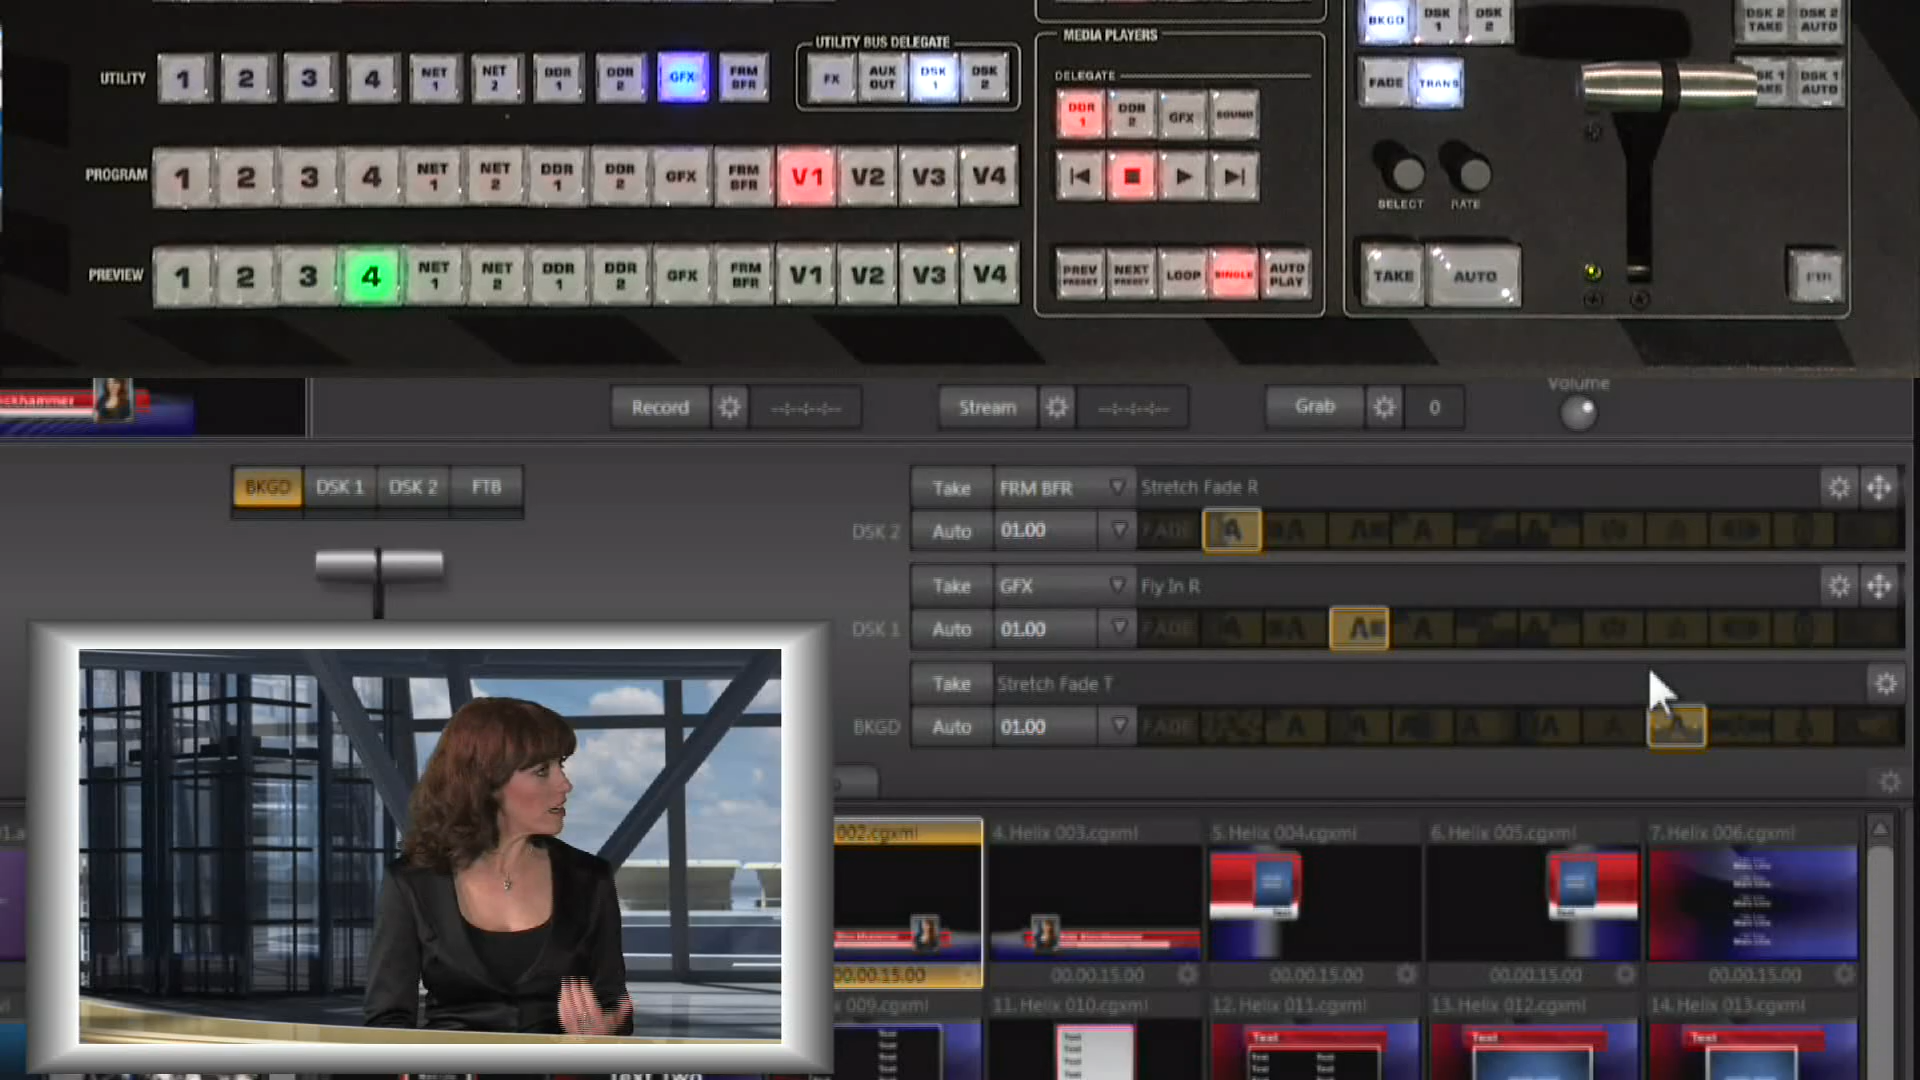 BKGD DSK 1 DSK 2
DSK 2 TAKE DSK 2 AUTO
UTILITY 1 2 3 4 NET 1 NET 2 DDR 1 DDR 2 GFX FRM BFR
UTILITY BUS DELEGATE
FX AUX OUT DSK 1 DSK 2
MEDIA PLAYERS
DELEGATE
DDR 1 DDR 2 GFX SOUND
FADE TRANS
DSK 1 AUTO
PROGRAM 1 2 3 4 NET 1 NET 2 DDR 1 DDR 2 GFX FRM BFR V1 V2 V3 V4
SELECT RATE
PREVIEW 1 2 3 4 NET 1 NET 2 DDR 1 DDR 2 GFX FRM BFR V1 V2 V3 V4
PREV PRESET NEXT PRESET LOOP SINGLE AUTO PLAY
TAKE AUTO FTB
Record --:--:--
Stream --:--:--
Grab 0
Volume
BKGD DSK 1 DSK 2 FTB
Take FRM BFR Stretch Fade R
DSK 2 Auto 01.00 FADE
Take GFX Fly In R
DSK 1 Auto 01.00 FADE
Take Stretch Fade T
BKGD Auto 01.00 FADE
002.cgxml 4.Helix 003.cgxml 5.Helix 004.cgxml 6.Helix 005.cgxml 7.Helix 006.cgxml
00.00.15.00 00.00.15.00 00.00.15.00 00.00.15.00 00.00.15.00
009.cgxml 11.Helix 010.cgxml 12.Helix 011.cgxml 13.Helix 012.cgxml 14.Helix 013.cgxml
Text Text Text